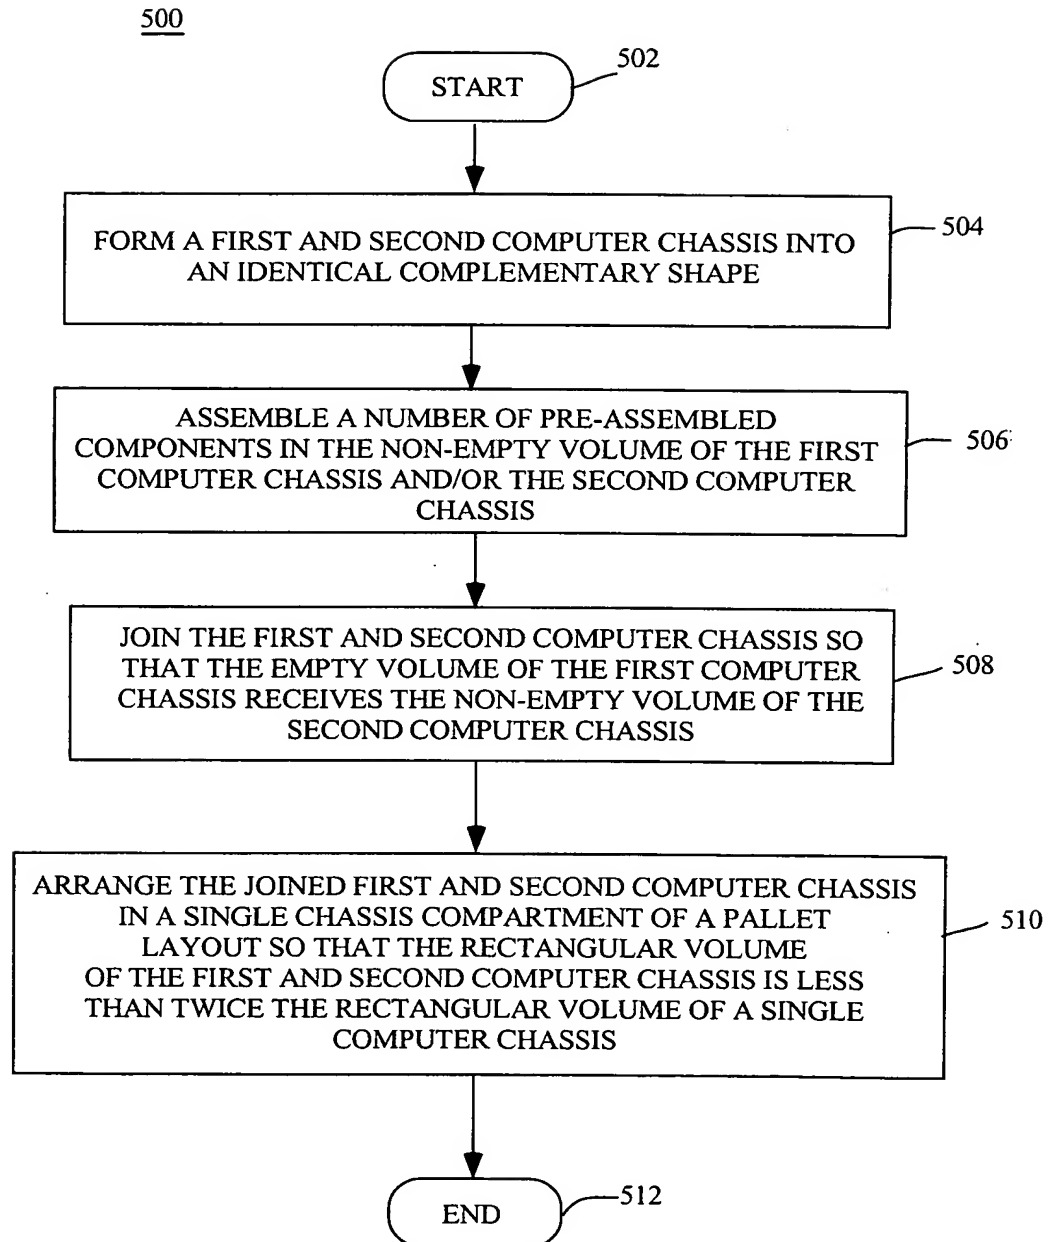 500
START
502
FORM A FIRST AND SECOND COMPUTER CHASSIS INTO
AN IDENTICAL COMPLEMENTARY SHAPE
504
ASSEMBLE A NUMBER OF PRE-ASSEMBLED
COMPONENTS IN THE NON-EMPTY VOLUME OF THE FIRST
COMPUTER CHASSIS AND/OR THE SECOND COMPUTER
CHASSIS
506
JOIN THE FIRST AND SECOND COMPUTER CHASSIS SO
THAT THE EMPTY VOLUME OF THE FIRST COMPUTER
CHASSIS RECEIVES THE NON-EMPTY VOLUME OF THE
SECOND COMPUTER CHASSIS
508
ARRANGE THE JOINED FIRST AND SECOND COMPUTER CHASSIS
IN A SINGLE CHASSIS COMPARTMENT OF A PALLET
LAYOUT SO THAT THE RECTANGULAR VOLUME
OF THE FIRST AND SECOND COMPUTER CHASSIS IS LESS
THAN TWICE THE RECTANGULAR VOLUME OF A SINGLE
COMPUTER CHASSIS
510
END
512